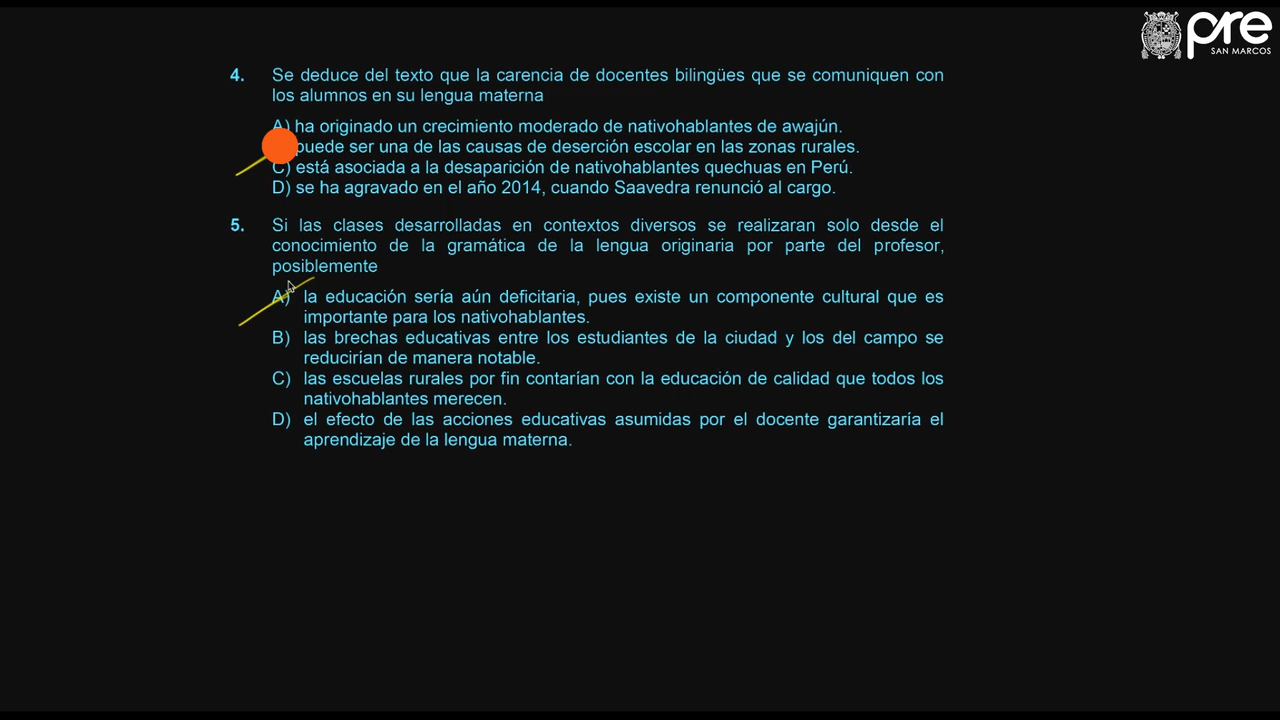 pre
SAN MARCOS
4. Se deduce del texto que la carencia de docentes bilingües que se comuniquen con
los alumnos en su lengua materna
A) ha originado un crecimiento moderado de nativohablantes de awajún.
puede ser una de las causas de deserción escolar en las zonas rurales.
C) está asociada a la desaparición de nativohablantes quechuas en Perú.
D) se ha agravado en el año 2014, cuando Saavedra renunció al cargo.
5. Si las clases desarrolladas en contextos diversos se realizaran solo desde el
conocimiento de la gramática de la lengua originaria por parte del profesor,
posiblemente
A) la educación sería aún deficitaria, pues existe un componente cultural que es
importante para los nativohablantes.
B) las brechas educativas entre los estudiantes de la ciudad y los del campo se
reducirían de manera notable.
C) las escuelas rurales por fin contarían con la educación de calidad que todos los
nativohablantes merecen.
D) el efecto de las acciones educativas asumidas por el docente garantizaría el
aprendizaje de la lengua materna.